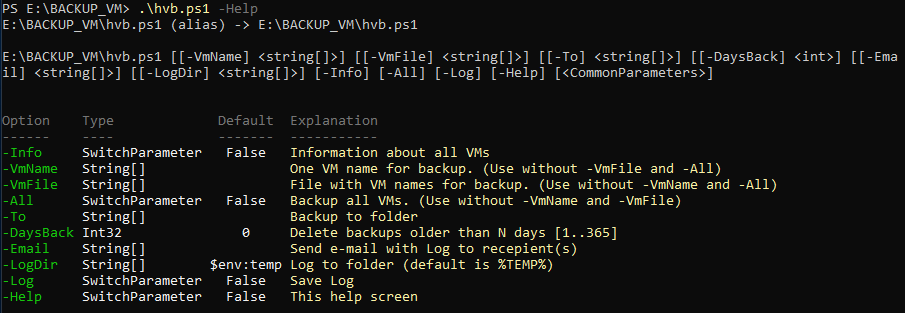 PS E:\BACKUP_VM> .\hvb.ps1 -Help
E:\BACKUP_VM\hvb.ps1 (alias) -> E:\BACKUP_VM\hvb.ps1
E:\BACKUP_VM\hvb.ps1 [[-VmName] <string[]>] [[-VmFile] <string[]>] [[-To] <string[]>] [[-DaysBack] <int>] [[-Ema
il] <string[]>] [[-LogDir] <string[]>] [-Info] [-All] [-Log] [-Help] [<CommonParameters>]
Option Type Default Explanation
------ ---- ------- -----------
-Info SwitchParameter False Information about all VMs
-VmName String[] One VM name for backup. (Use without -VmFile and -All)
-VmFile String[] File with VM names for backup. (Use without -VmName and -All)
-All SwitchParameter False Backup all VMs. (Use without -VmName and -VmFile)
-To String[] Backup to folder
-DaysBack Int32 0 Delete backups older than N days [1..365]
-Email String[] Send e-mail with Log to recepient(s)
-LogDir String[] $env:temp Log to folder (default is %TEMP%)
-Log SwitchParameter False Save Log
-Help SwitchParameter False This help screen